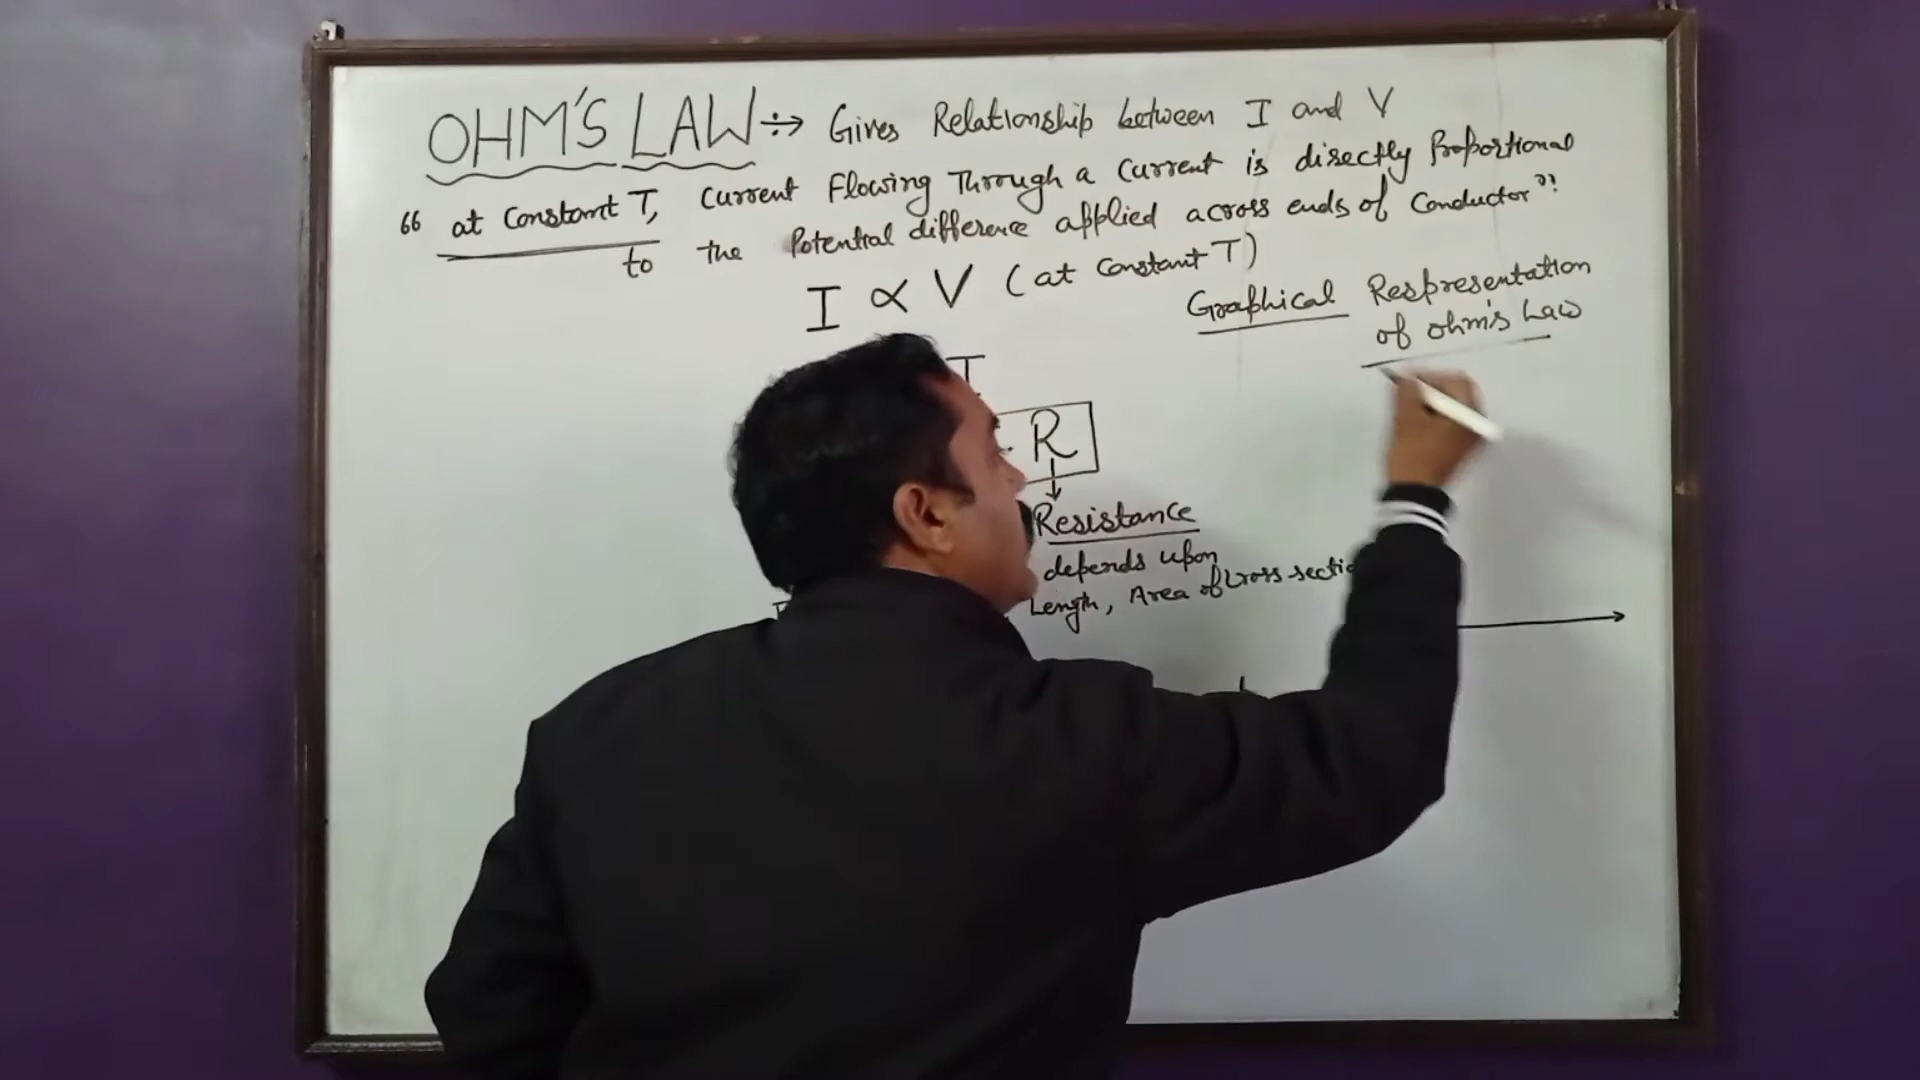 OHM'S LAW ÷→ Gives Relationship between I and V
“ at Constant T, Current Flowing Through a Current is directly Proportional
to the Potential difference applied across ends of Conductor”!
I ∝ V (at Constant T)
Graphical Respresentation
of ohm's Law
I
R
↓
Resistance
depends upon
Length, Area of Cross section